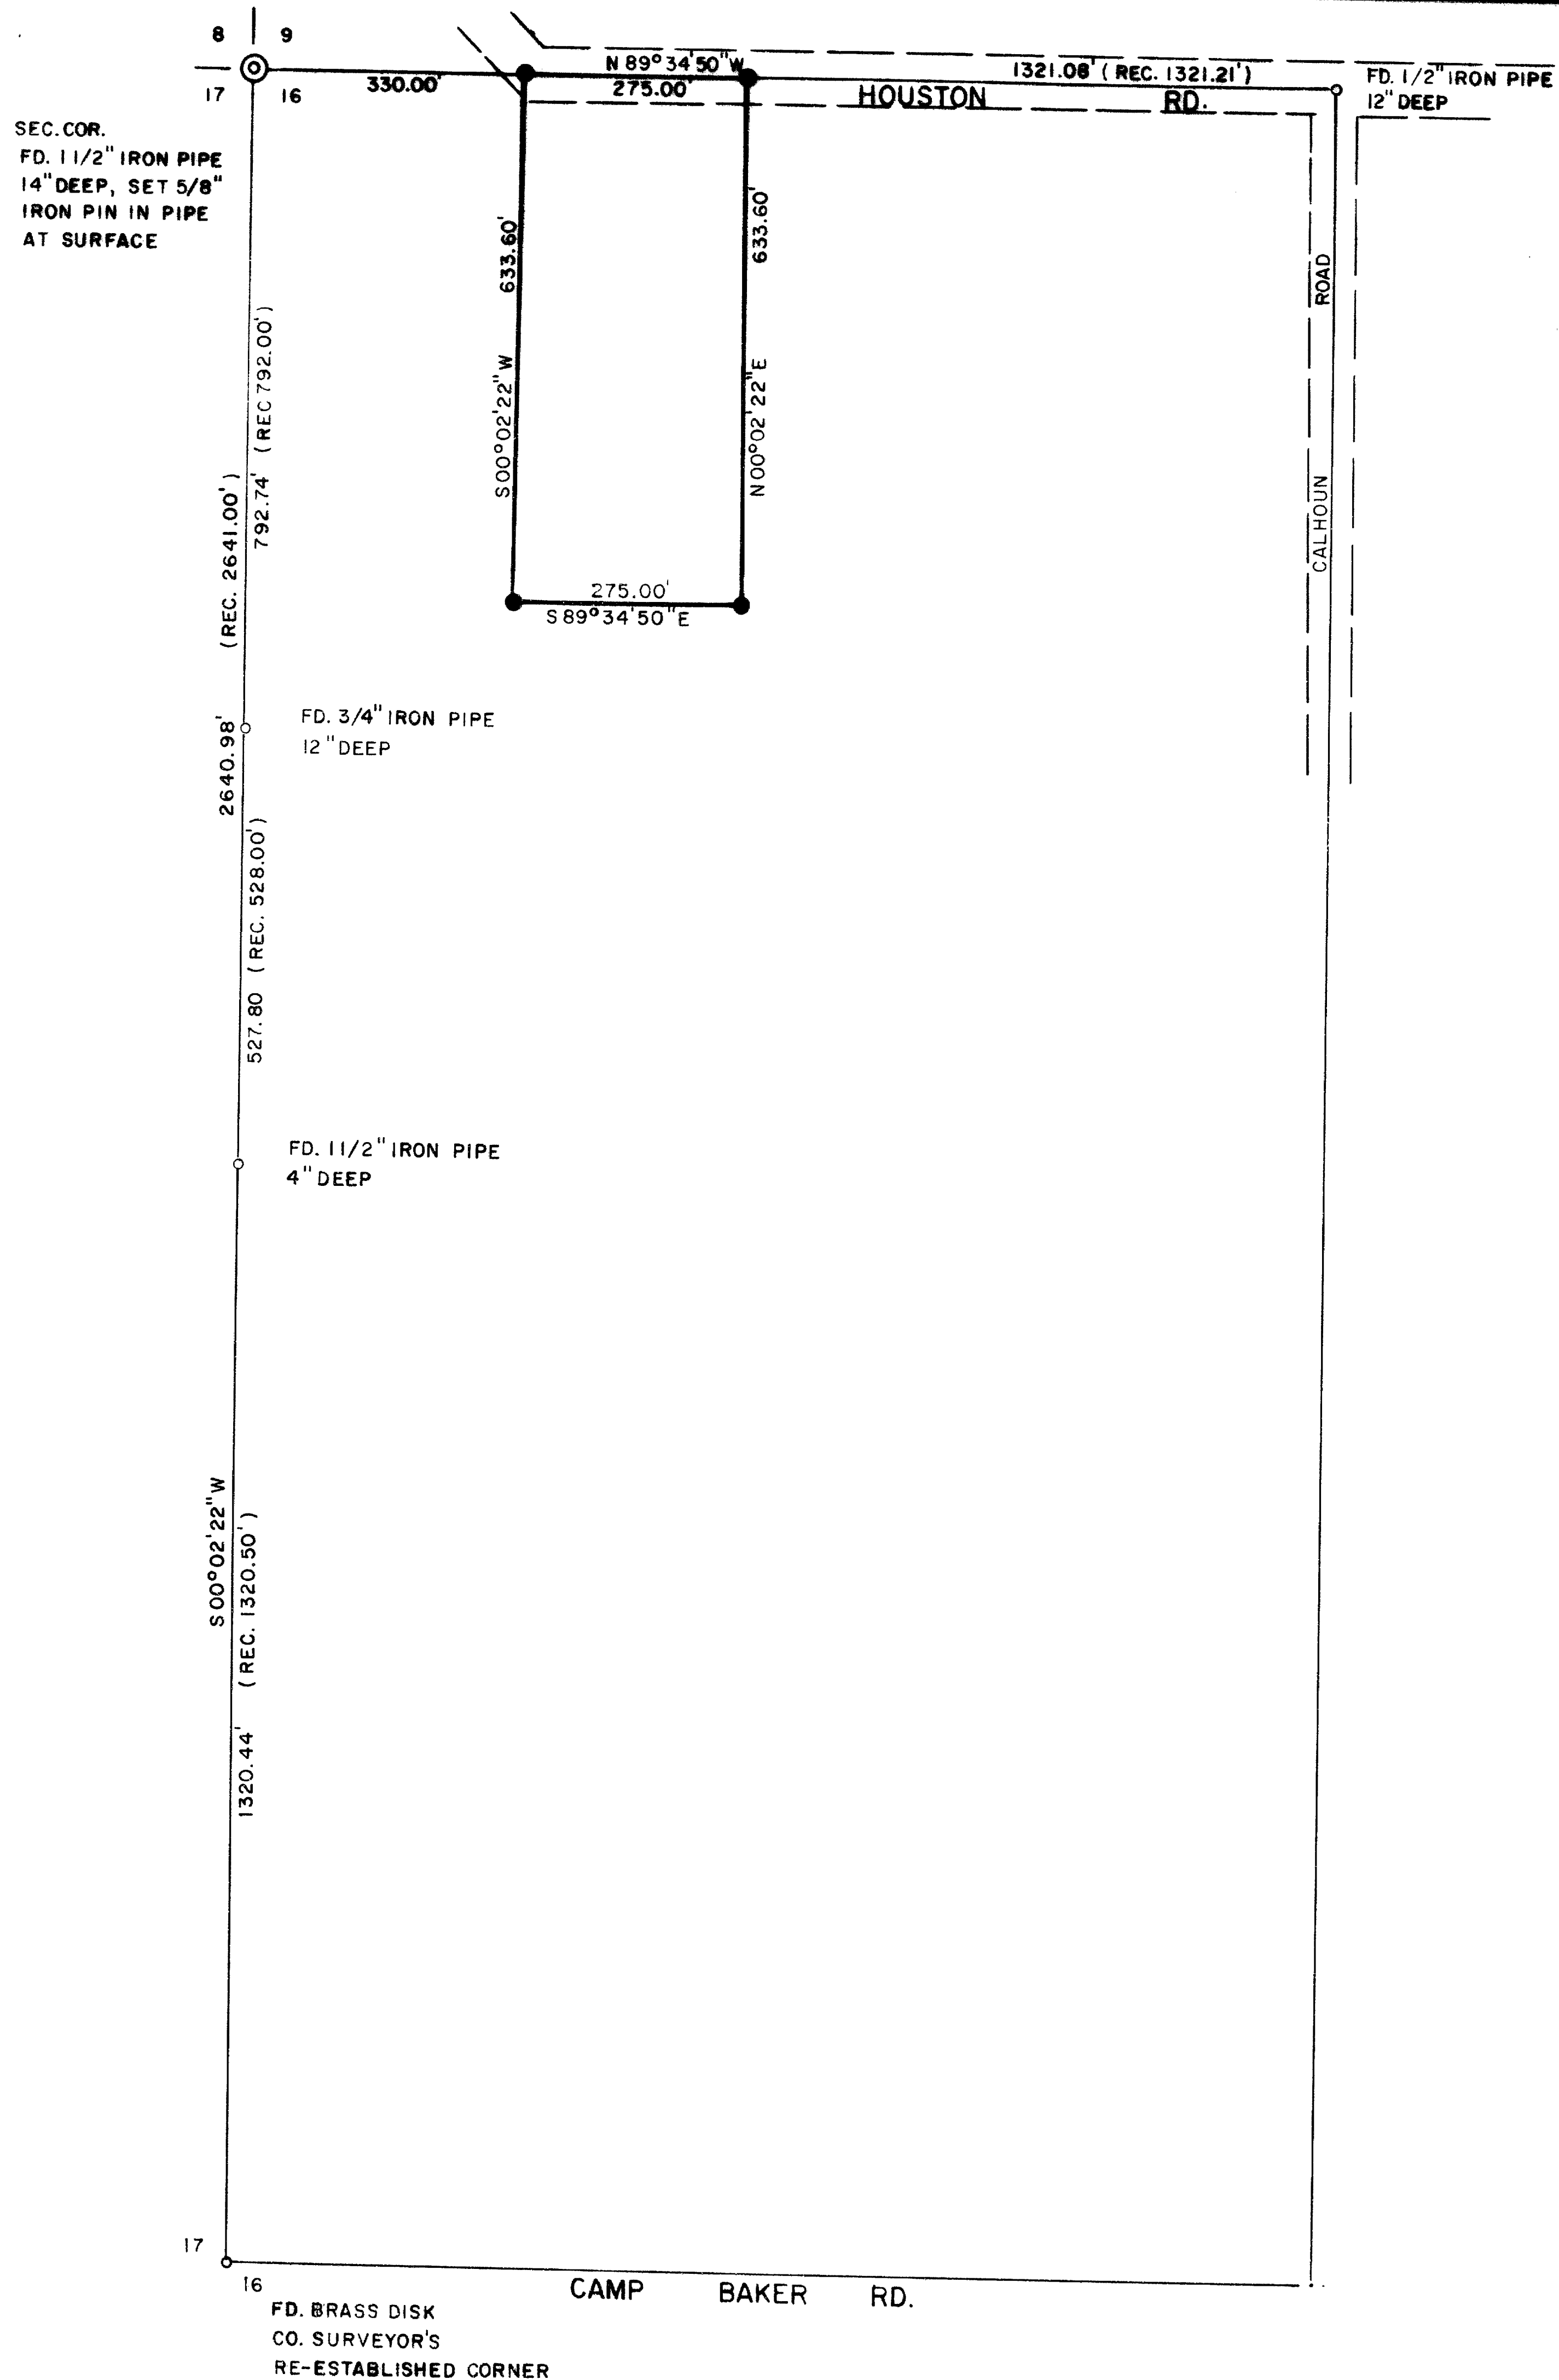 8 9
17 16
SEC. COR.
FD. 1 1/2" IRON PIPE
14" DEEP, SET 5/8"
IRON PIN IN PIPE
AT SURFACE
330.00'
N 89°34'50" W
275.00'
1321.08' (REC. 1321.21')
HOUSTON RD.
FD. 1/2" IRON PIPE
12" DEEP
633.60'
S 00°02'22" W
633.60'
N 00°02'22" E
275.00'
S 89°34'50" E
CALHOUN ROAD
792.74' (REC 792.00')
2640.98' (REC. 2641.00')
FD. 3/4" IRON PIPE
12" DEEP
527.80 (REC. 528.00')
FD. 1 1/2" IRON PIPE
4" DEEP
S 00°02'22" W
1320.44' (REC. 1320.50')
17
16
CAMP BAKER RD.
FD. BRASS DISK
CO. SURVEYOR'S
RE-ESTABLISHED CORNER